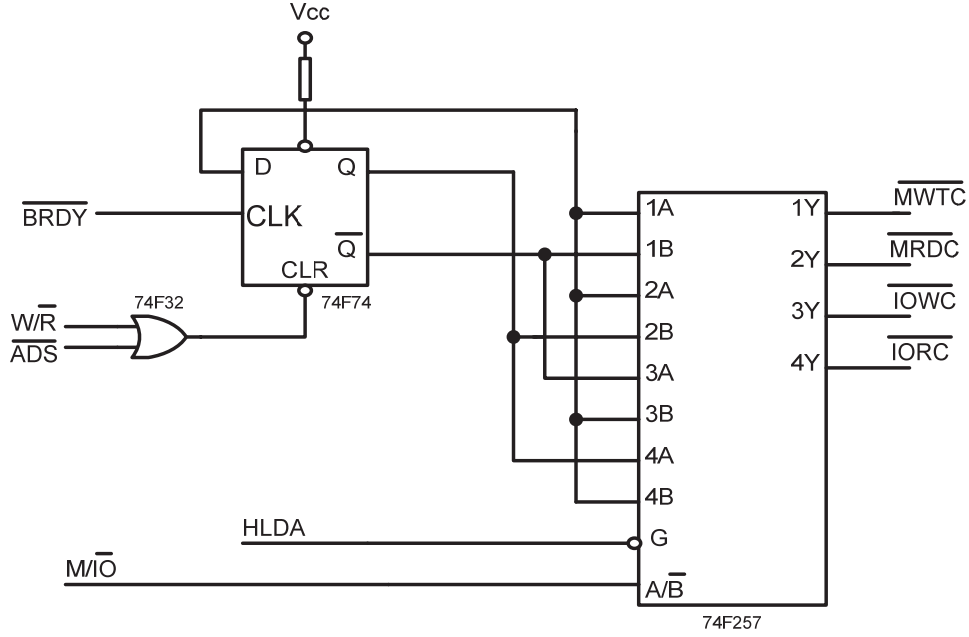 Vcc
D
Q
BRDY
CLK
Q
CLR
74F32
74F74
W/R
ADS
1A
1B
2A
2B
3A
3B
4A
4B
G
A/B
1Y
2Y
3Y
4Y
MWTC
MRDC
IOWC
IORC
HLDA
M/IO
74F257